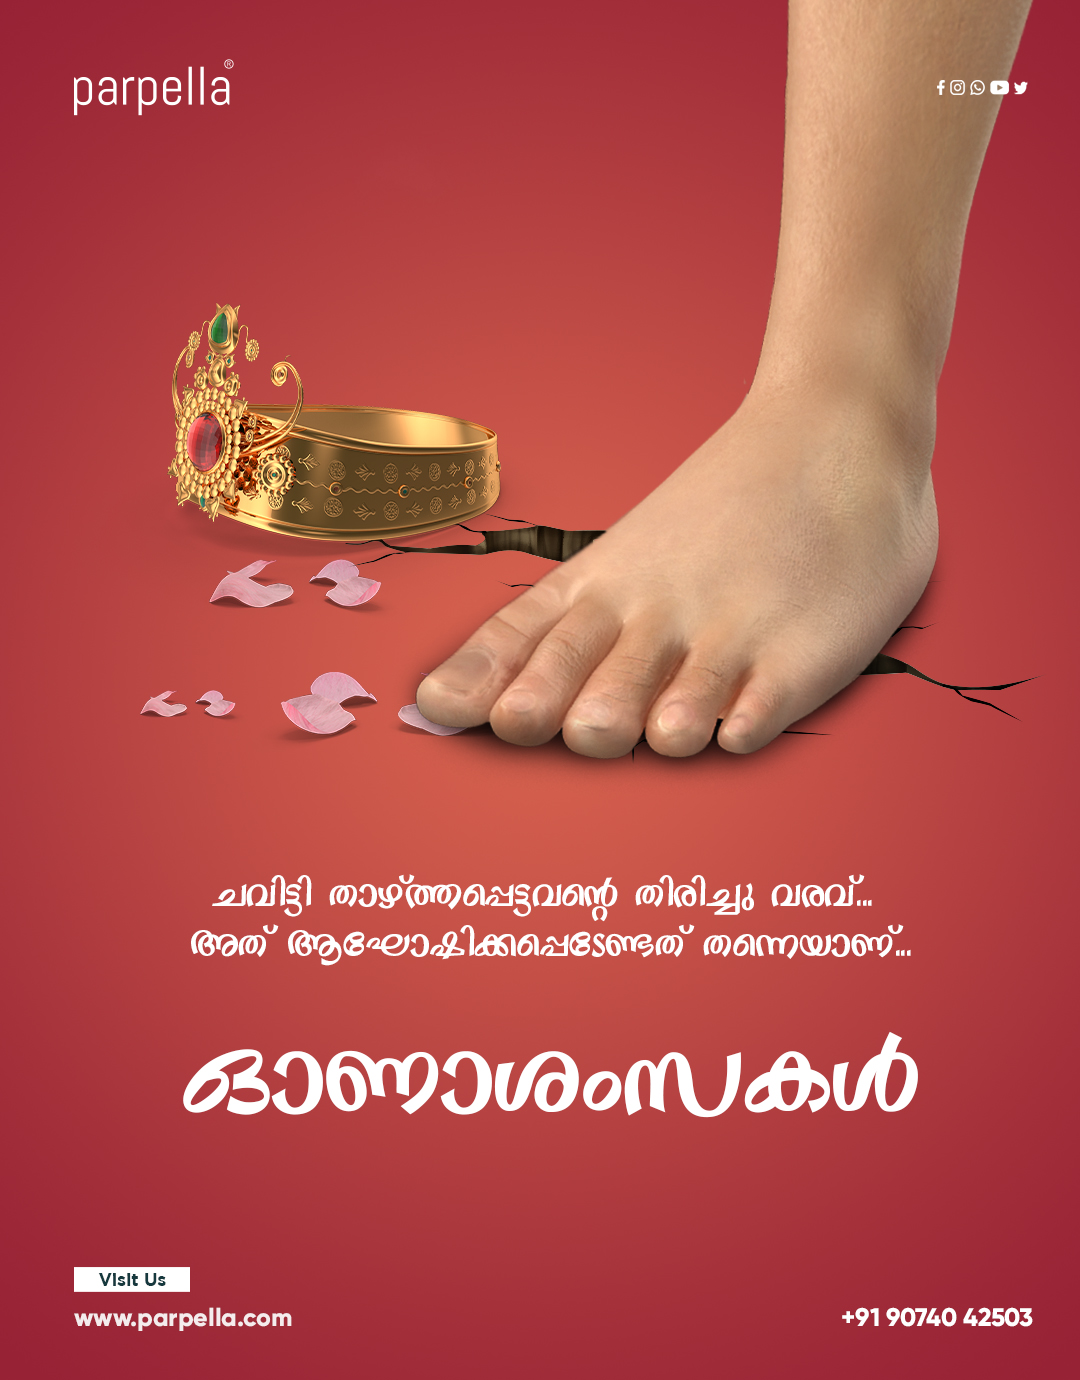 parpella®
ചവിട്ടി താഴ്ത്തപ്പെട്ടവന്റെ തിരിച്ചു വരവ്...
അത് ആഘോഷിക്കപ്പെടേണ്ടത് തന്നെയാണ്...
ഓണാശംസകൾ
Visit Us
www.parpella.com
+91 90740 42503